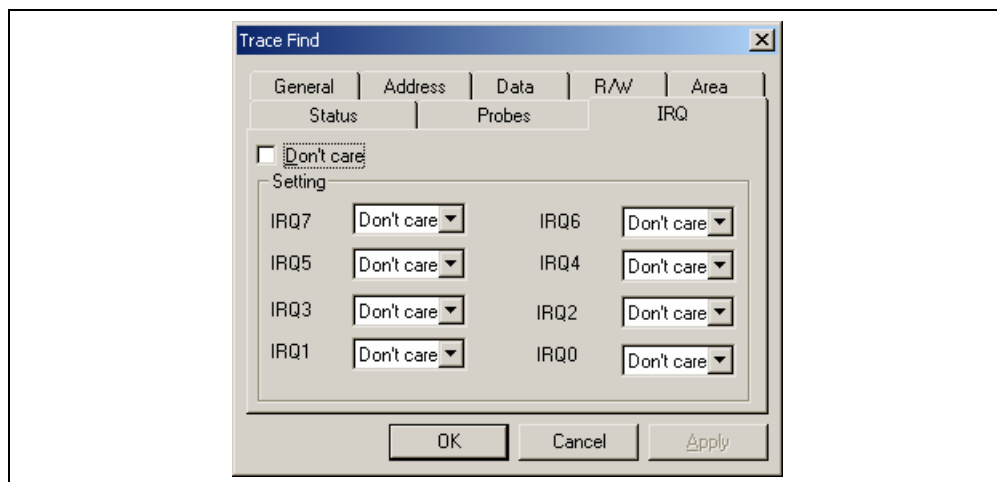 Trace Find
General Address Data R/W Area
Status Probes IRQ
Don't care
Setting
IRQ7 Don't care IRQ6 Don't care
IRQ5 Don't care IRQ4 Don't care
IRQ3 Don't care IRQ2 Don't care
IRQ1 Don't care IRQ0 Don't care
OK Cancel Apply